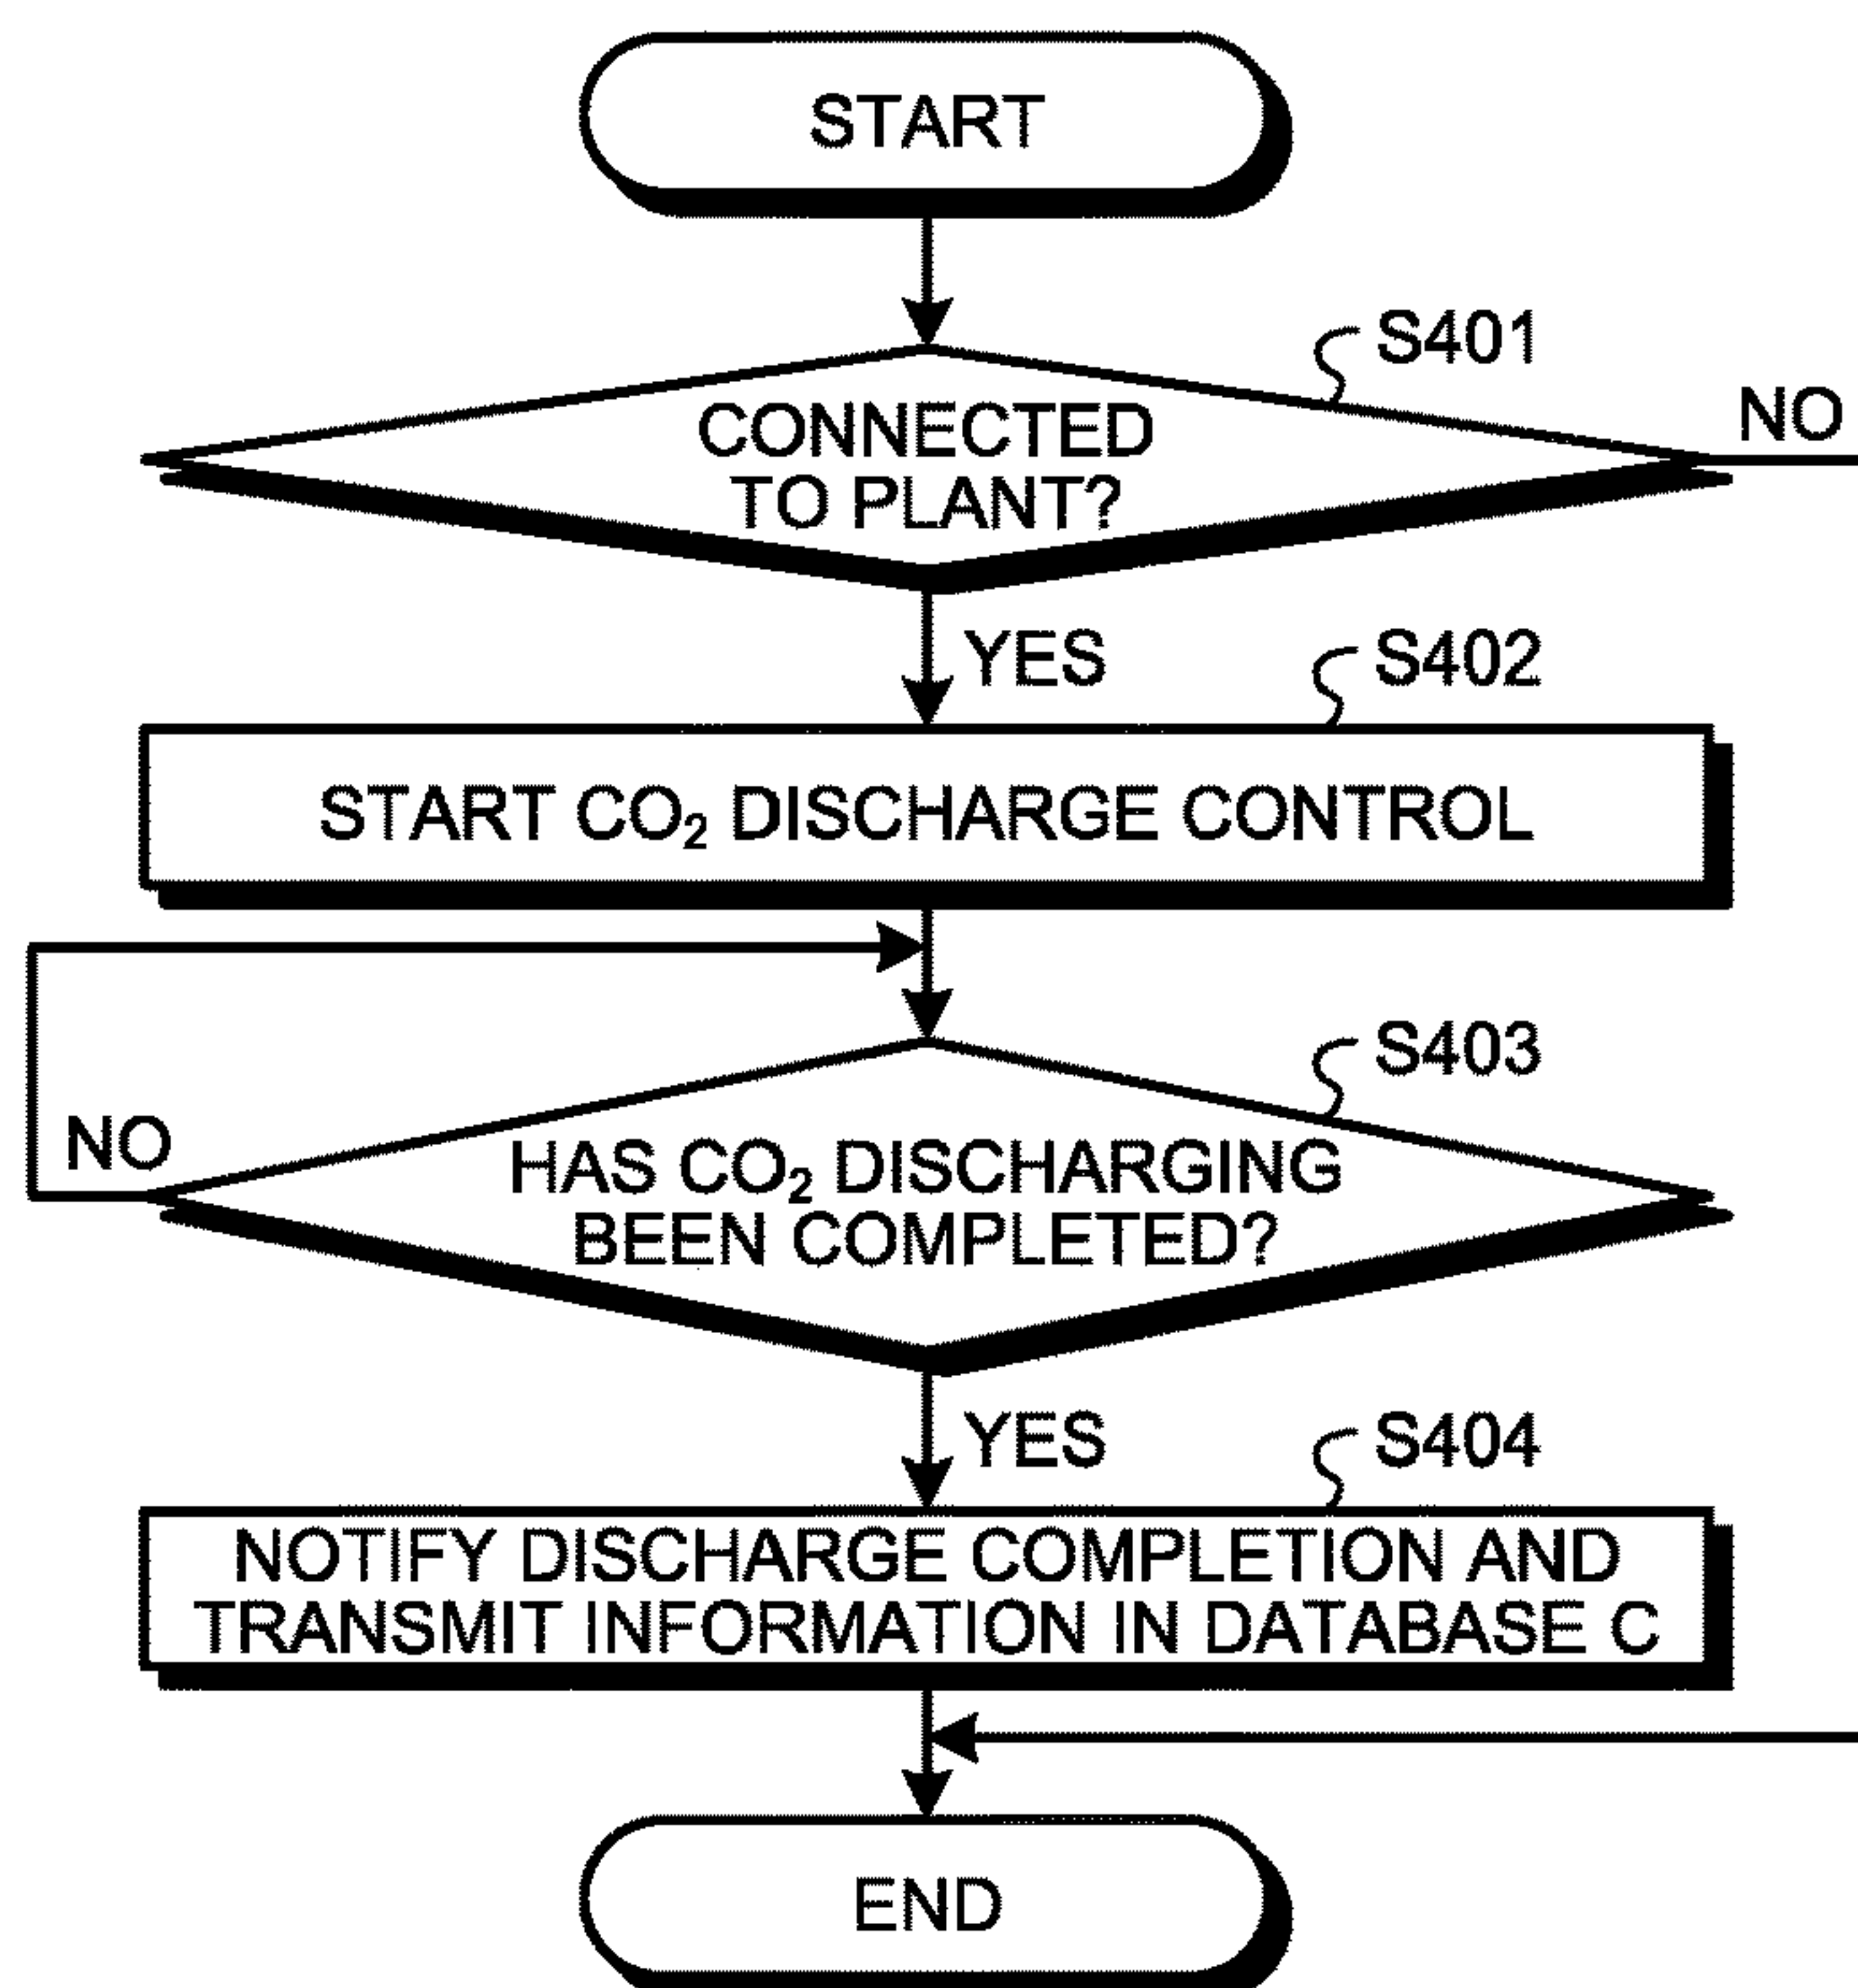 START
S401
NO
CONNECTED
TO PLANT?
YES
S402
START CO₂ DISCHARGE CONTROL
S403
NO
HAS CO₂ DISCHARGING
BEEN COMPLETED?
YES
S404
NOTIFY DISCHARGE COMPLETION AND
TRANSMIT INFORMATION IN DATABASE C
END